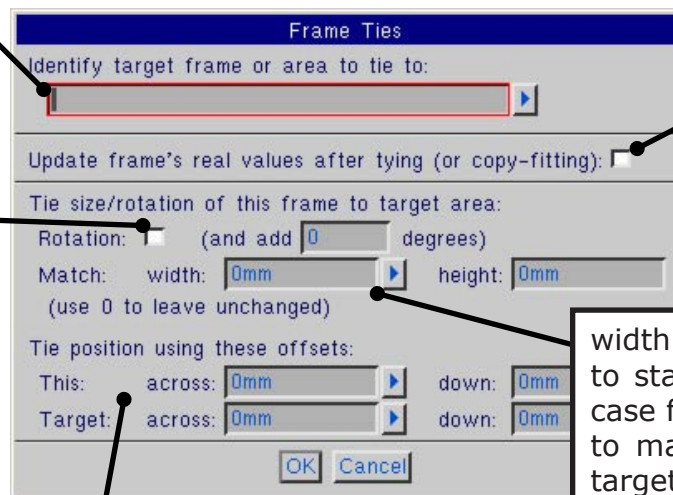 Frame Ties
Identify target frame or area to tie to:
Update frame's real values after tying (or copy-fitting):
Tie size/rotation of this frame to target area:
Rotation: (and add 0 degrees)
Match: width: 0mm height: 0mm
(use 0 to leave unchanged)
Tie position using these offsets:
This: across: 0mm down: 0mm
Target: across: 0mm down: 0mm
OK Cancel
width
to sta
case f
to ma
target